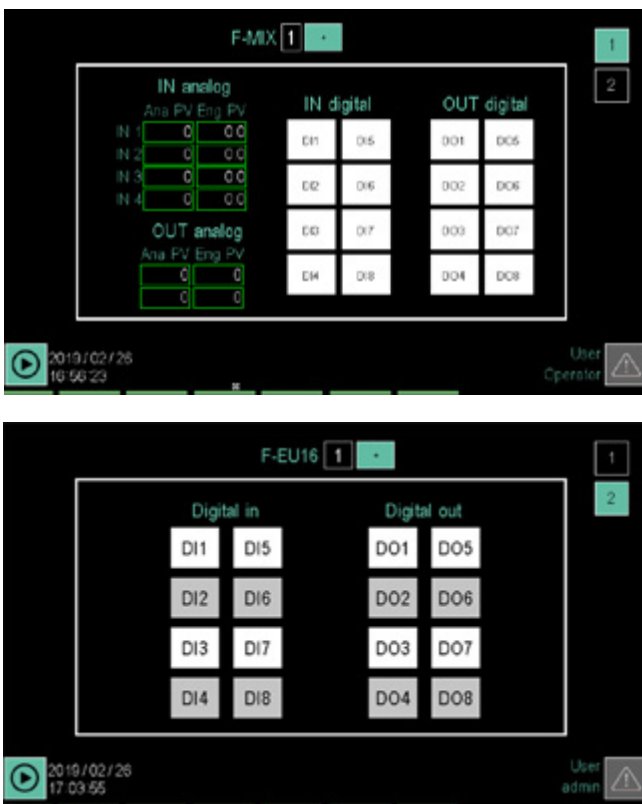 F-MIX 1 +
1
2
IN analog
Ana PV Eng PV
IN 1 0 0.0
IN 2 0 0.0
IN 3 0 0.0
IN 4 0 0.0
OUT analog
Ana PV Eng PV
0 0
0 0
IN digital
DI1 DI5
DI2 DI6
DI3 DI7
DI4 DI8
OUT digital
DO1 DO5
DO2 DO6
DO3 DO7
DO4 DO8
2019/02/26
16:56:23
User
Operator
F-EU16 1 +
1
2
Digital in
DI1 DI5
DI2 DI6
DI3 DI7
DI4 DI8
Digital out
DO1 DO5
DO2 DO6
DO3 DO7
DO4 DO8
2019/02/26
17:03:55
User
admin